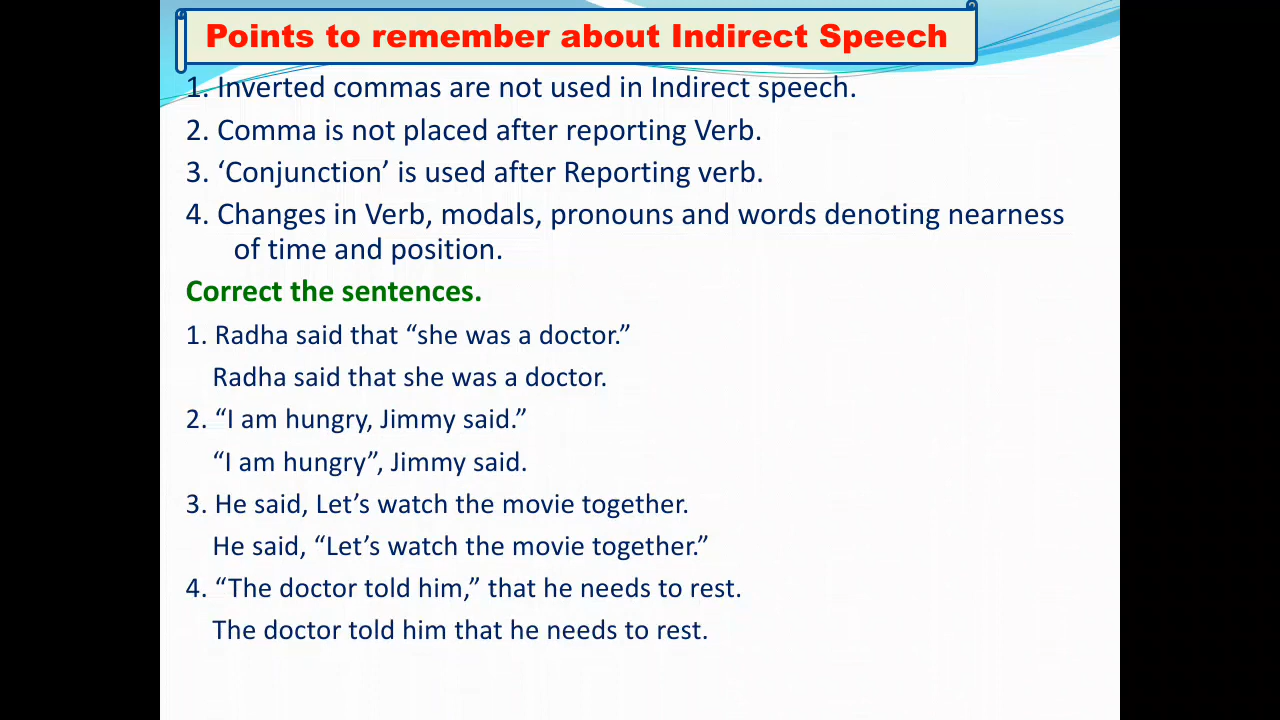 Points to remember about Indirect Speech
1. Inverted commas are not used in Indirect speech.
2. Comma is not placed after reporting Verb.
3. ‘Conjunction’ is used after Reporting verb.
4. Changes in Verb, modals, pronouns and words denoting nearness
of time and position.
Correct the sentences.
1. Radha said that “she was a doctor.”
Radha said that she was a doctor.
2. “I am hungry, Jimmy said.”
“I am hungry”, Jimmy said.
3. He said, Let’s watch the movie together.
He said, “Let’s watch the movie together.”
4. “The doctor told him,” that he needs to rest.
The doctor told him that he needs to rest.